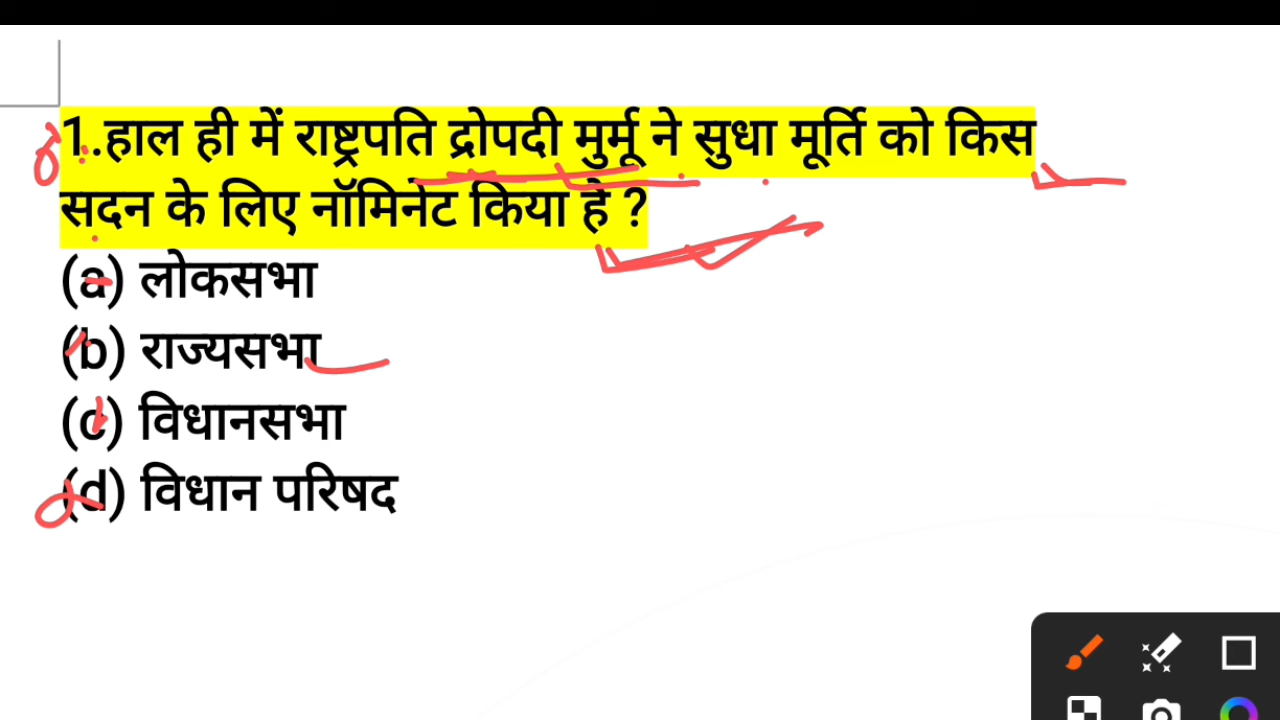 1.हाल ही में राष्ट्रपति द्रोपदी मुर्मू ने सुधा मूर्ति को किस
सदन के लिए नॉमिनेट किया है ?
(a) लोकसभा
(b) राज्यसभा
(c) विधानसभा
(d) विधान परिषद